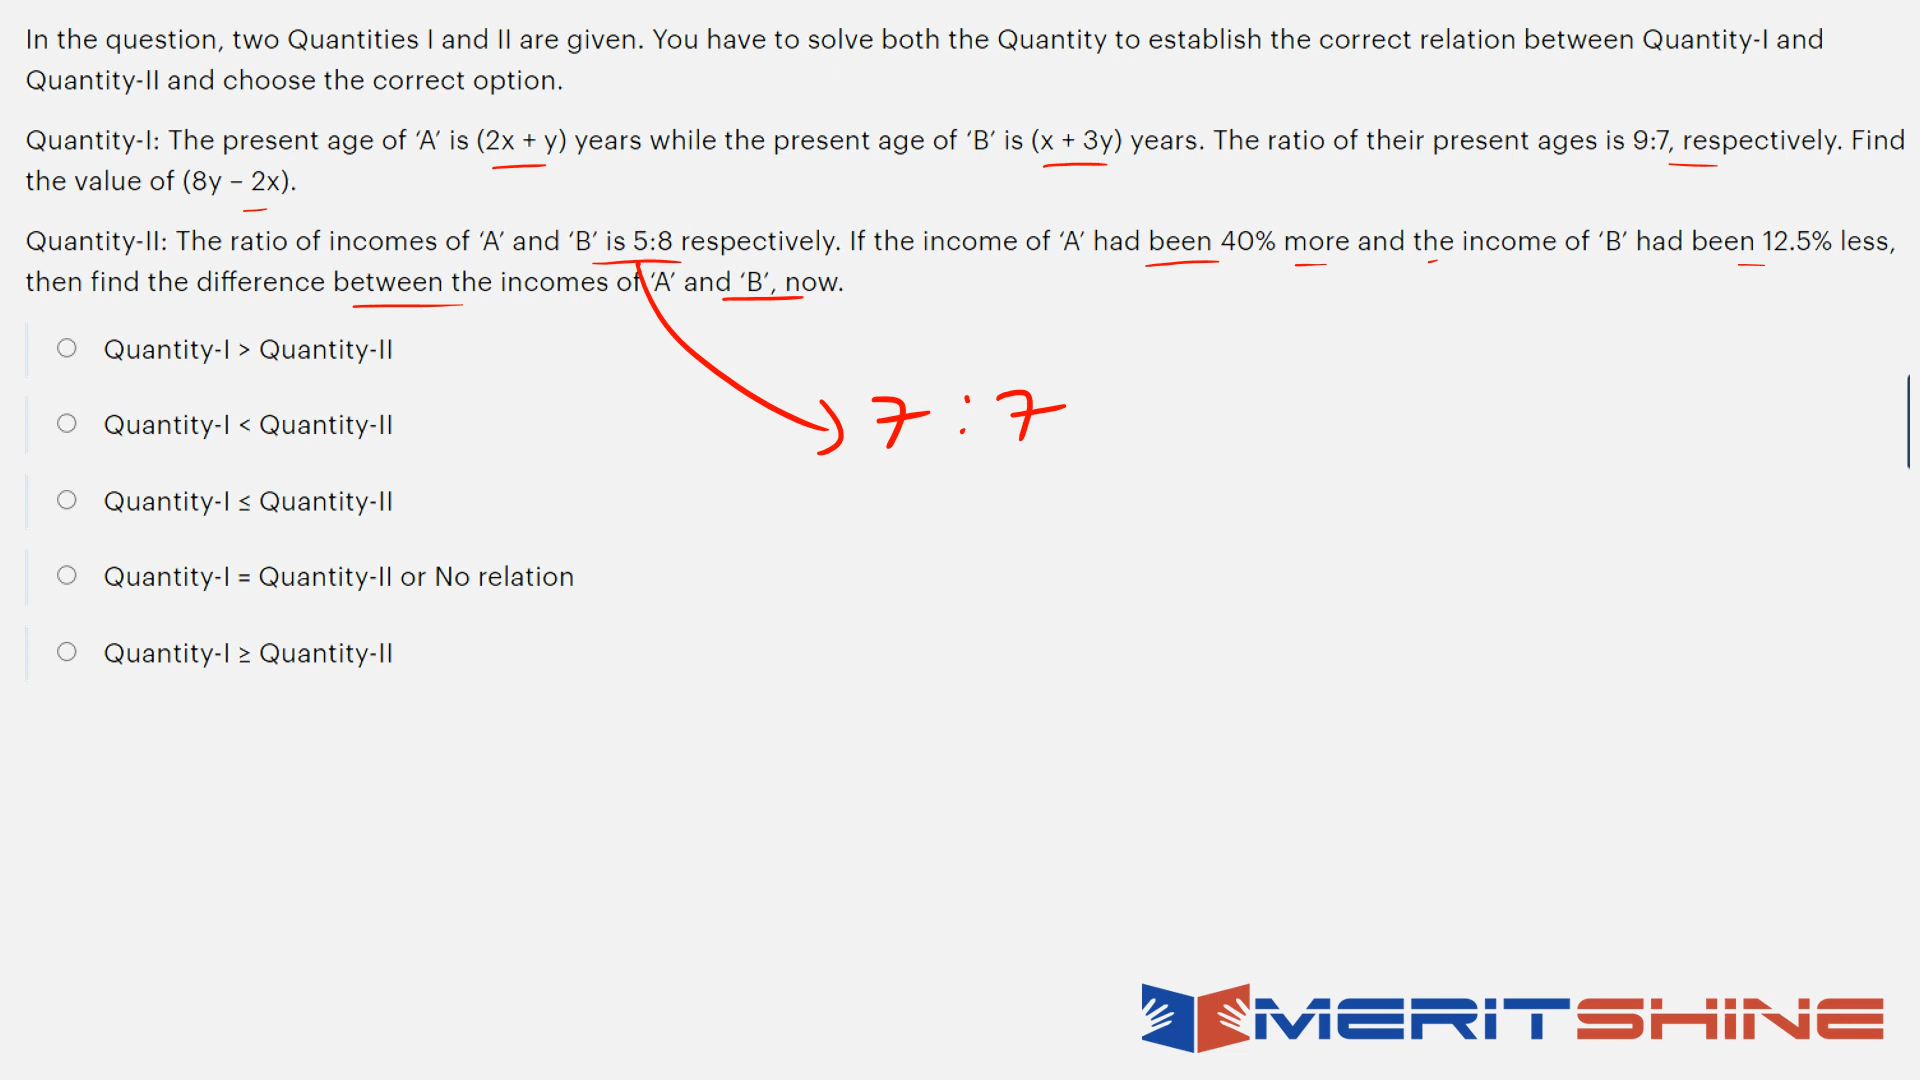 In the question, two Quantities I and II are given. You have to solve both the Quantity to establish the correct relation between Quantity-I and
Quantity-II and choose the correct option.
Quantity-I: The present age of ‘A’ is (2x + y) years while the present age of ‘B’ is (x + 3y) years. The ratio of their present ages is 9:7, respectively. Find
the value of (8y – 2x).
Quantity-II: The ratio of incomes of ‘A’ and ‘B’ is 5:8 respectively. If the income of ‘A’ had been 40% more and the income of ‘B’ had been 12.5% less,
then find the difference between the incomes of ‘A’ and ‘B’, now.
Quantity-I > Quantity-II
7 : 7
Quantity-I < Quantity-II
Quantity-I ≤ Quantity-II
Quantity-I = Quantity-II or No relation
Quantity-I ≥ Quantity-II
MERITSHINE